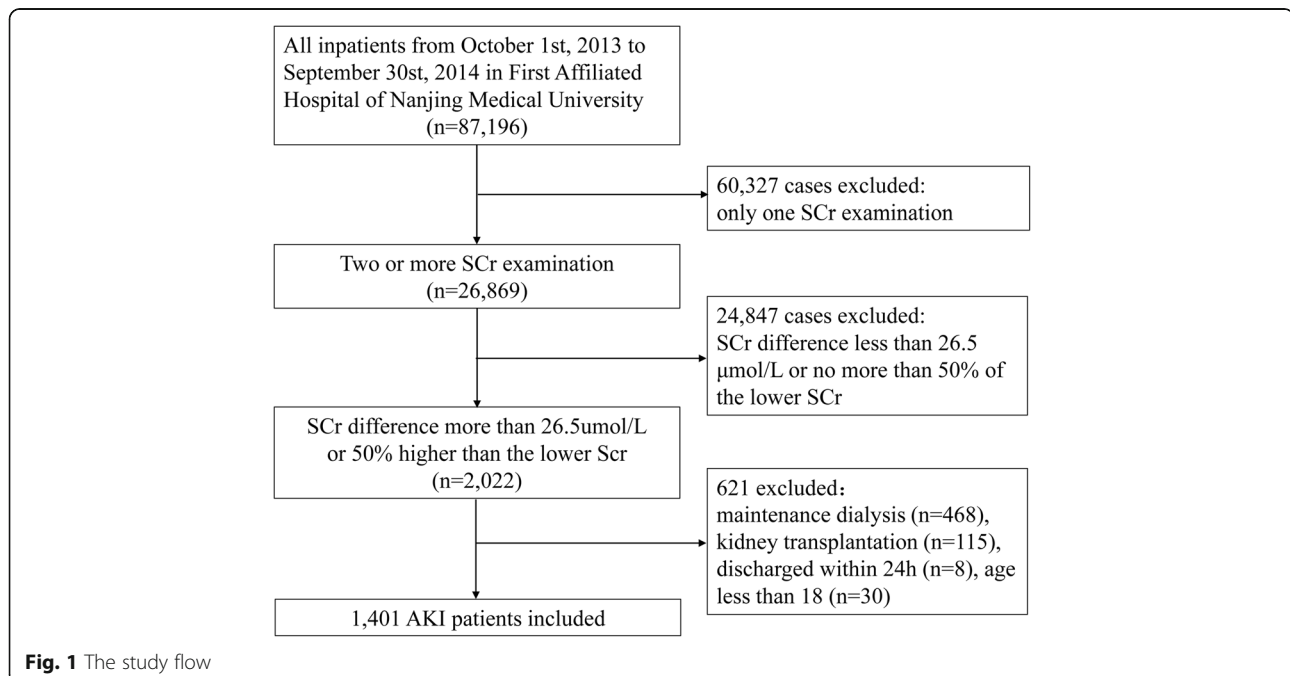 All inpatients from October 1st, 2013 to
September 30st, 2014 in First Affiliated
Hospital of Nanjing Medical University
(n=87,196)
60,327 cases excluded:
only one SCr examination
Two or more SCr examination
(n=26,869)
24,847 cases excluded:
SCr difference less than 26.5
μmol/L or no more than 50% of
the lower SCr
SCr difference more than 26.5umol/L
or 50% higher than the lower Scr
(n=2,022)
621 excluded：
maintenance dialysis (n=468),
kidney transplantation (n=115),
discharged within 24h (n=8), age
less than 18 (n=30)
1,401 AKI patients included
Fig. 1 The study flow